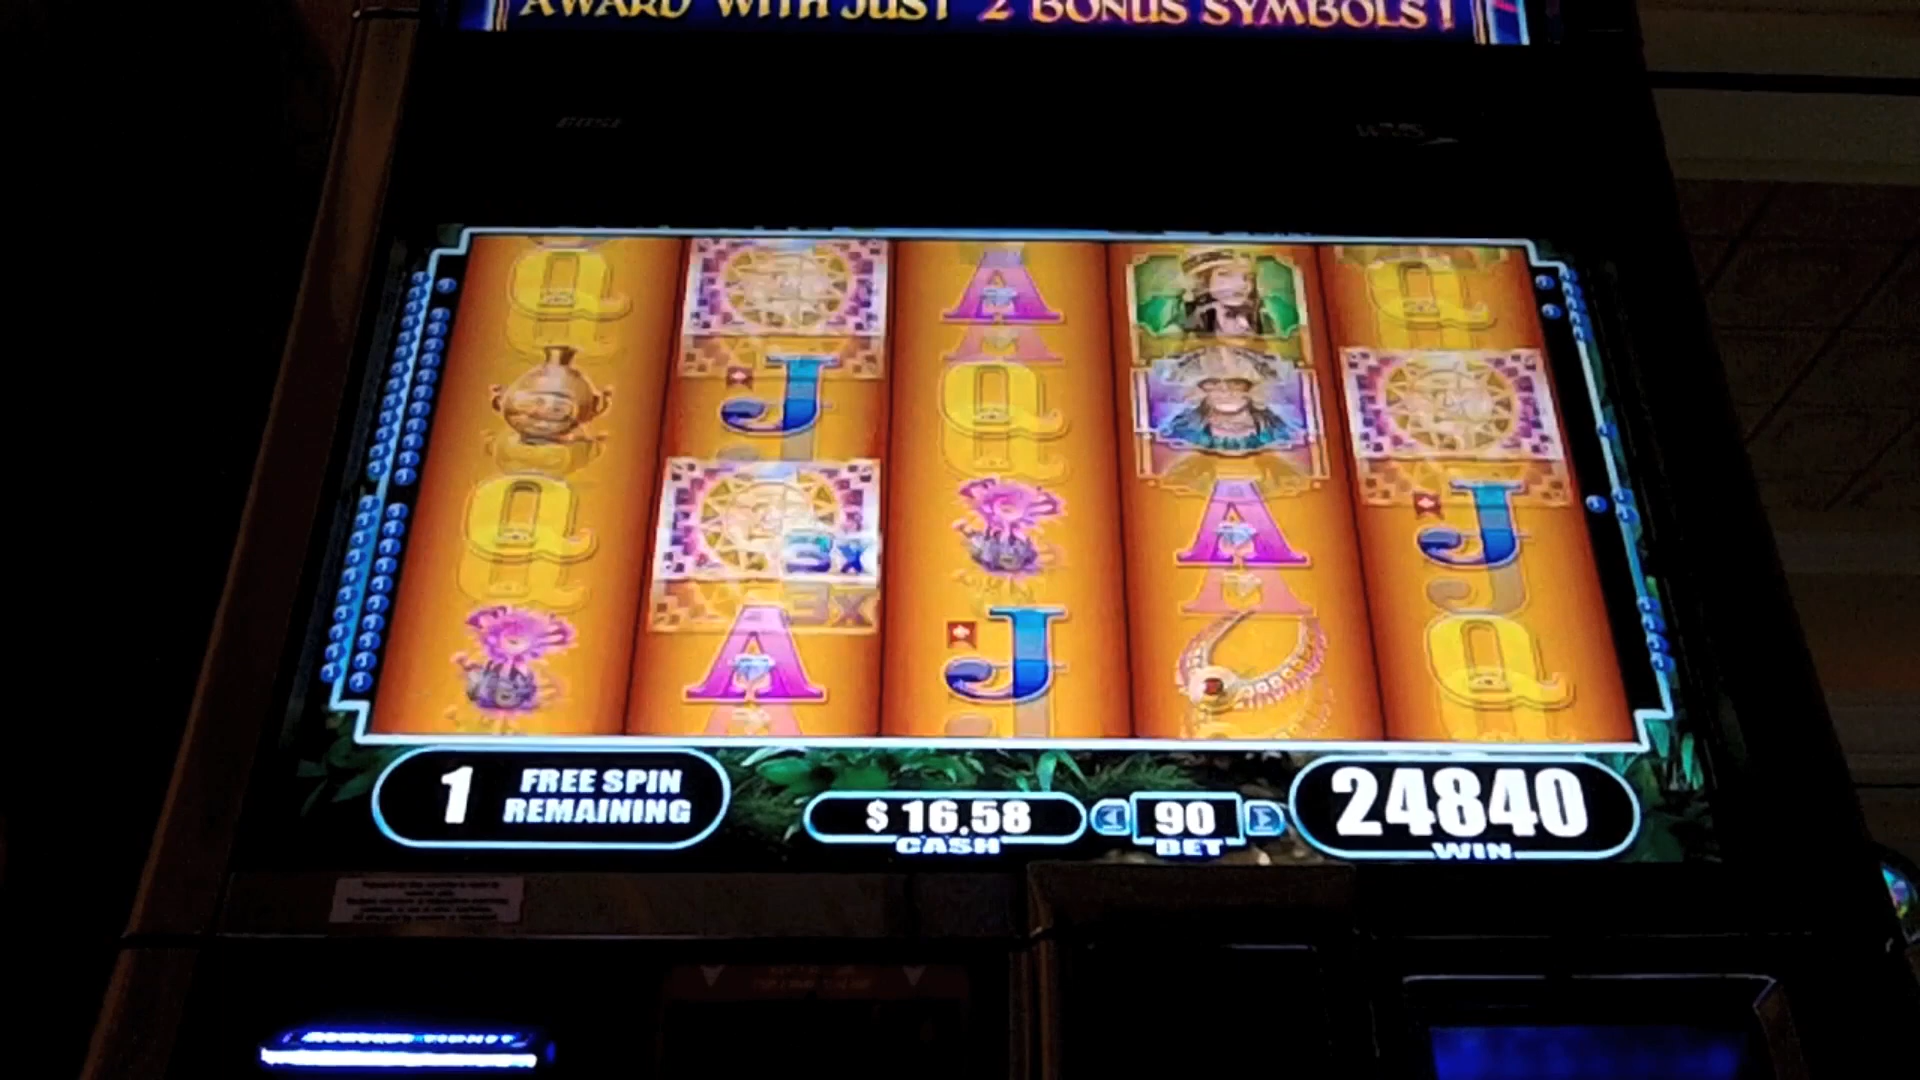 AWARD WITH JUST 2 BONUS SYMBOLS!
Q A Q
J Q
Q 3X A J
A J Q
1 FREE SPIN
REMAINING
$ 16.58
CASH
90
BET
24840
WIN